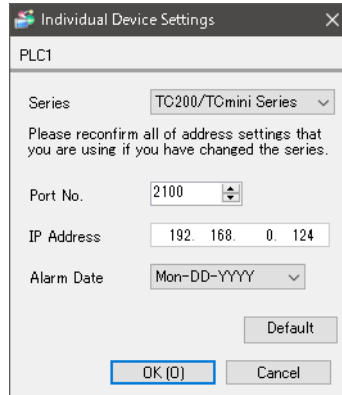 Individual Device Settings
PLC1
Series TC200/TCmini Series
Please reconfirm all of address settings that
you are using if you have changed the series.
Port No. 2100
IP Address 192. 168. 0. 124
Alarm Date Mon-DD-YYYY
Default
OK (O) Cancel